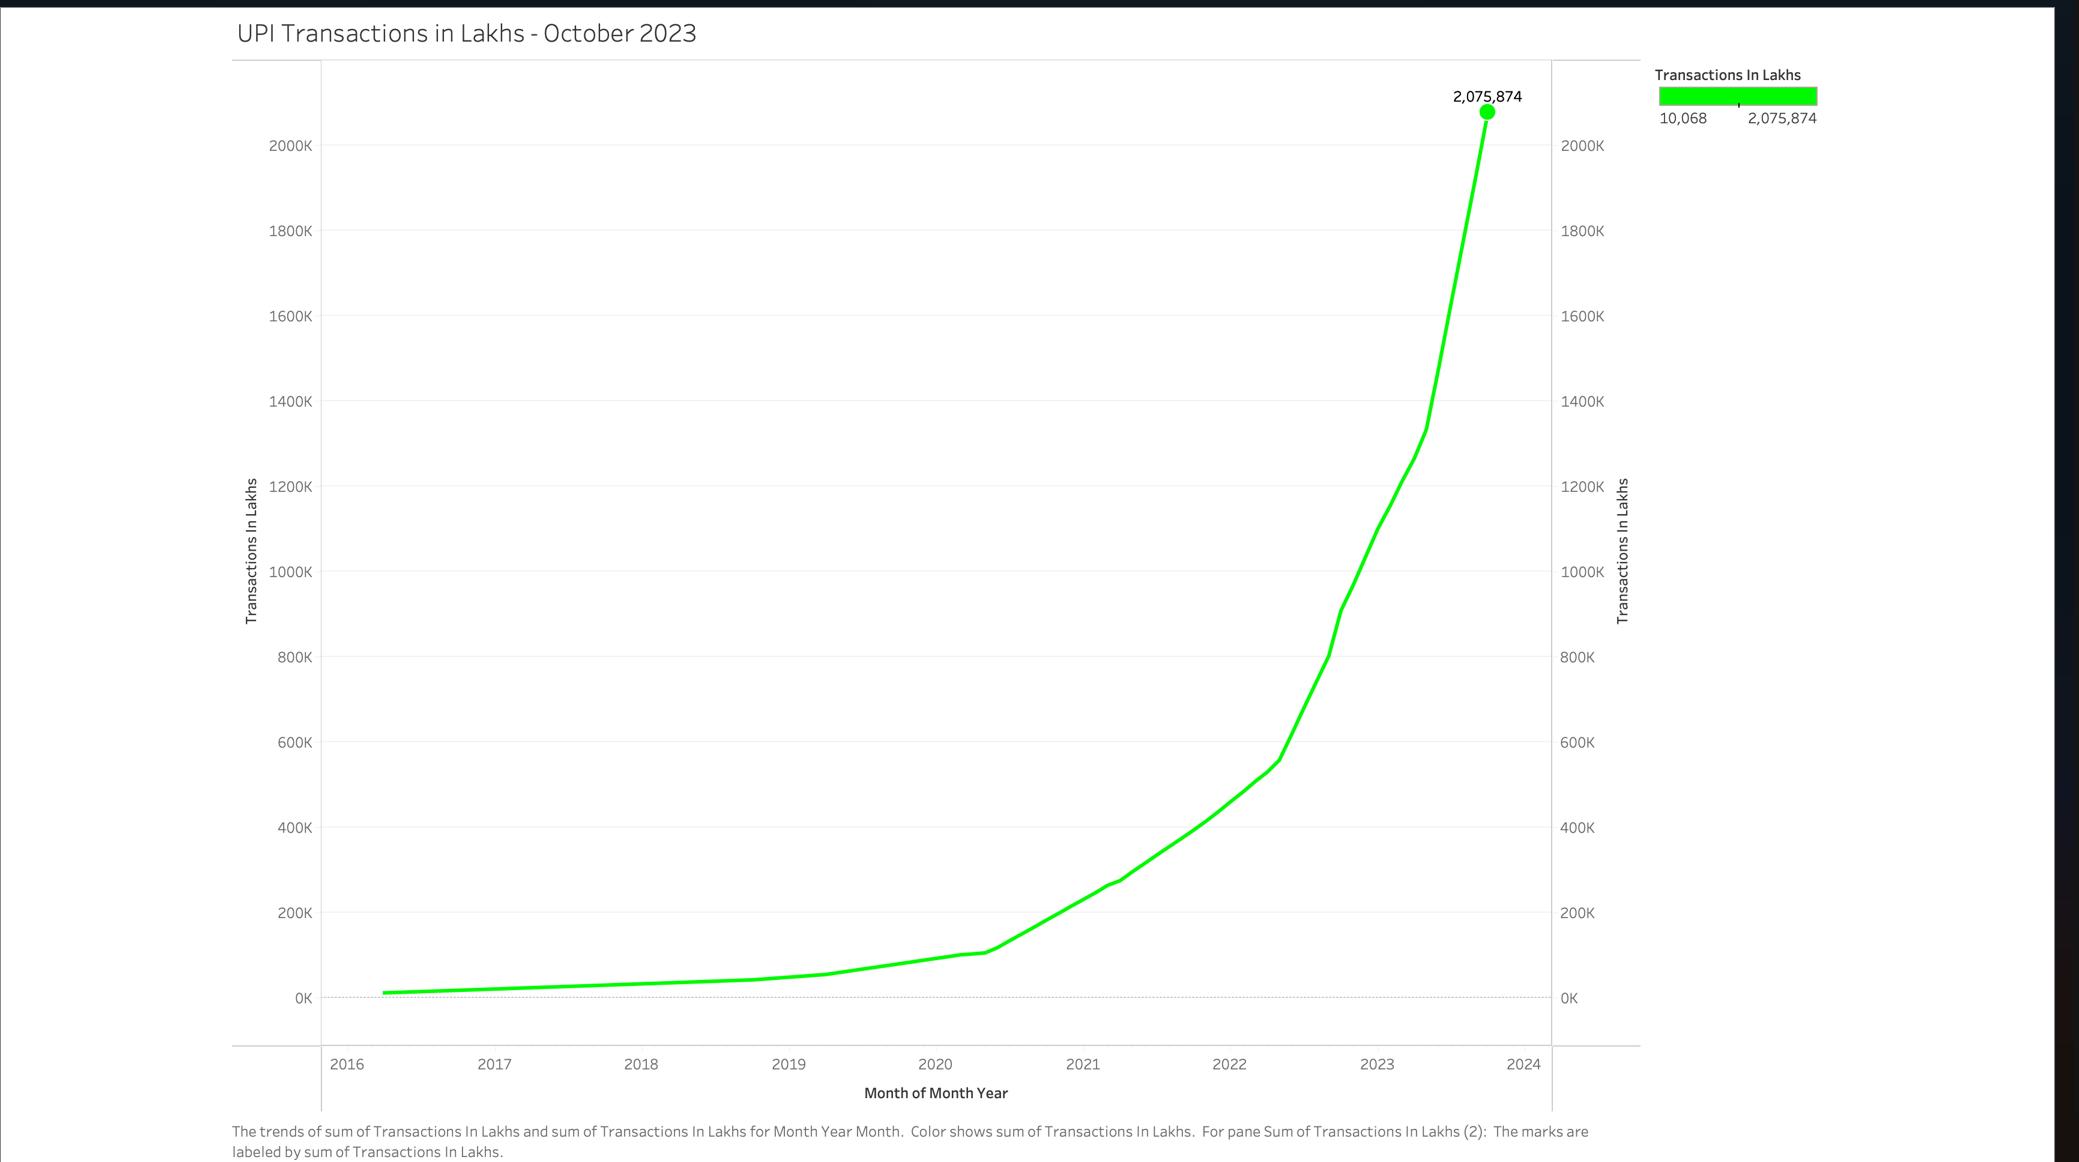 UPI Transactions in Lakhs - October 2023
Transactions In Lakhs
10,068 2,075,874
2,075,874
2000K
1800K
1600K
1400K
1200K
1000K
800K
600K
400K
200K
0K
Transactions In Lakhs
2000K
1800K
1600K
1400K
1200K
1000K
800K
600K
400K
200K
0K
Transactions In Lakhs
2016 2017 2018 2019 2020 2021 2022 2023 2024
Month of Month Year
The trends of sum of Transactions In Lakhs and sum of Transactions In Lakhs for Month Year Month. Color shows sum of Transactions In Lakhs. For pane Sum of Transactions In Lakhs (2): The marks are
labeled by sum of Transactions In Lakhs.